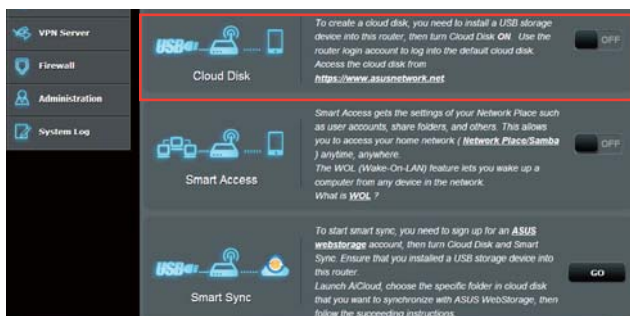 VPN Server
Firewall
Administration
System Log
USB
Cloud Disk
To create a cloud disk, you need to install a USB storage
device into this router, then turn Cloud Disk ON. Use the
router login account to log into the default cloud disk.
Access the cloud disk from
https://www.asusnetwork.net
OFF
Smart Access
Smart Access gets the settings of your Network Place such
as user accounts, share folders, and others. This allows
you to access your home network ( Network Place/Samba
) anytime, anywhere.
The WOL (Wake-On-LAN) feature lets you wake up a
computer from any device in the network.
What is WOL ?
OFF
USB
Smart Sync
To start smart sync, you need to sign up for an ASUS
webstorage account, then turn Cloud Disk and Smart
Sync. Ensure that you installed a USB storage device into
this router.
Launch AiCloud, choose the specific folder in cloud disk
that you want to synchronize with ASUS WebStorage, then
follow the succeeding instructions.
GO